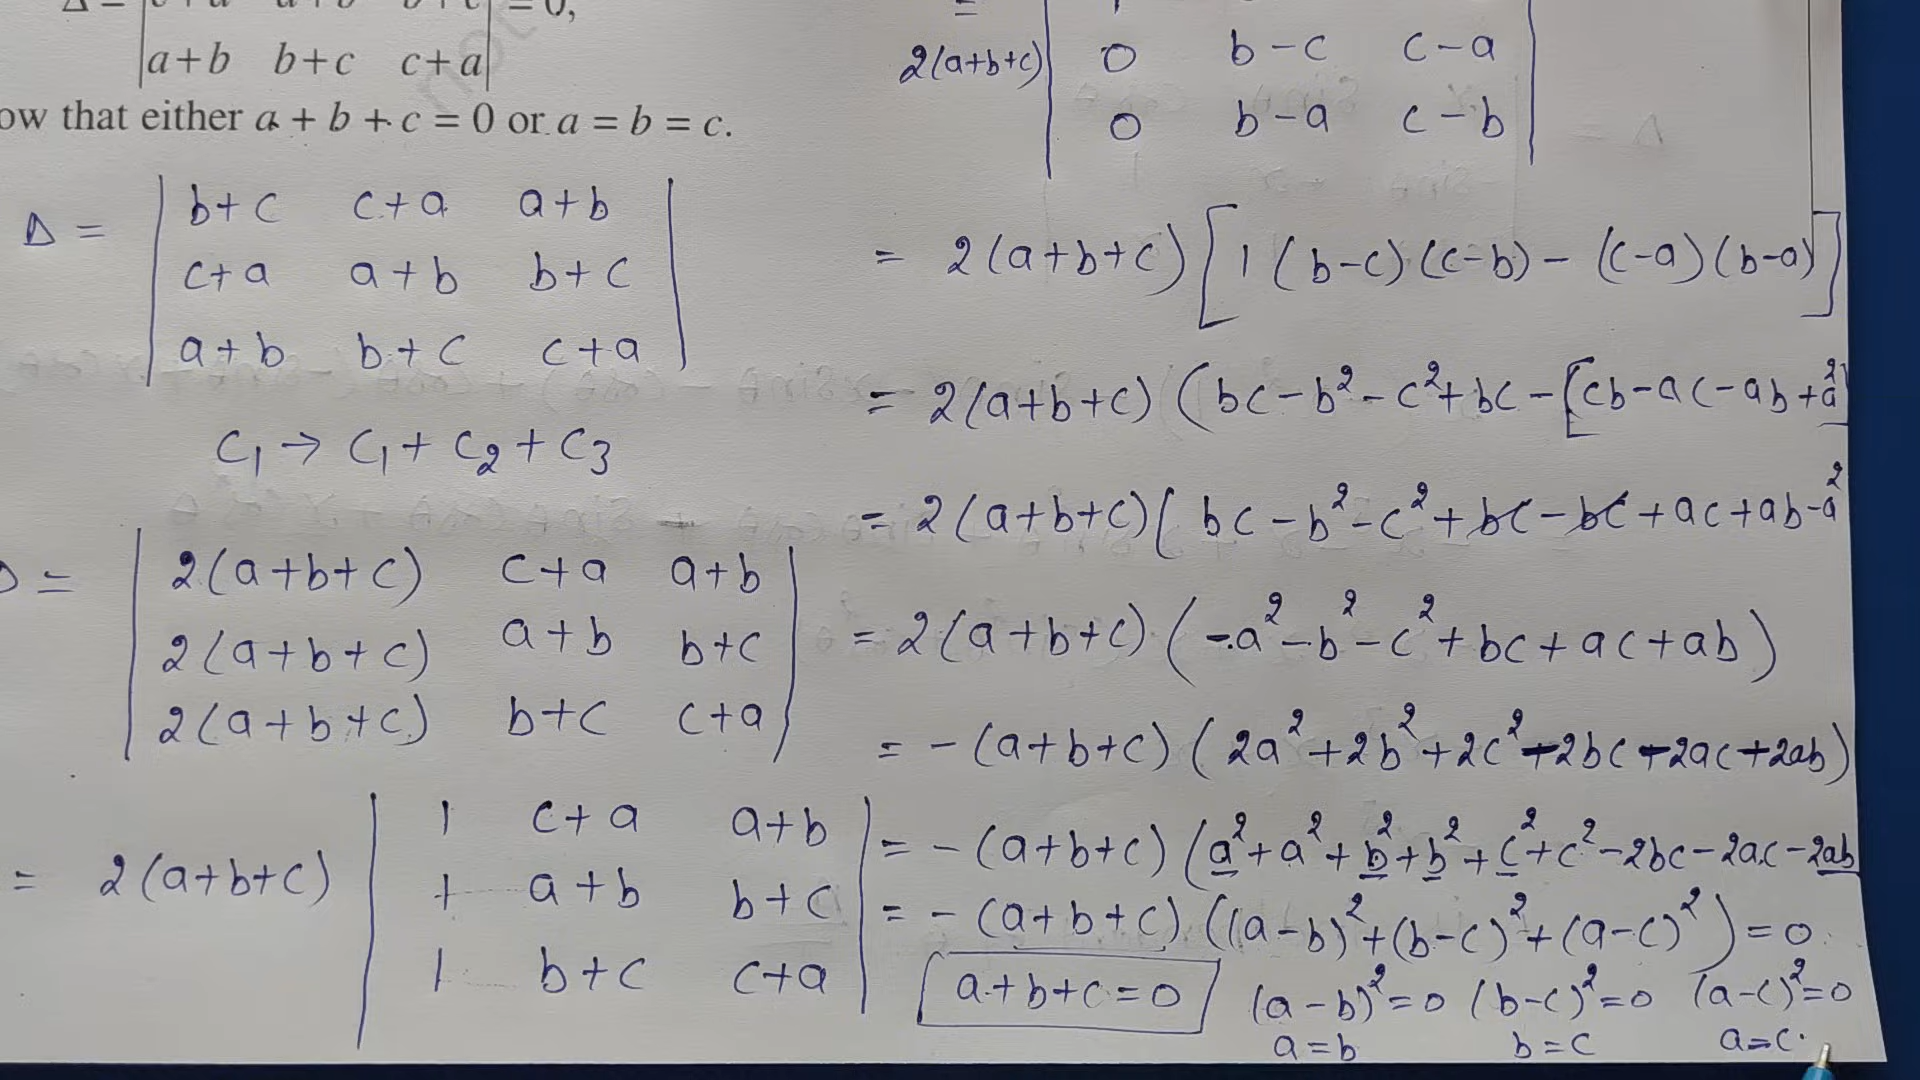 Δ = |c+a a+b b+c| = 0,
|a+b b+c c+a|
ow that either a + b + c = 0 or a = b = c.
Δ = | b+c c+a a+b |
| c+a a+b b+c |
| a+b b+c c+a |
C₁ → C₁ + C₂ + C₃
= | 2(a+b+c) c+a a+b |
| 2(a+b+c) a+b b+c |
| 2(a+b+c) b+c c+a |
= 2(a+b+c) | 1 c+a a+b |
| 1 a+b b+c |
| 1 b+c c+a |
=
2(a+b+c) | 0 b-c c-a |
| 0 b-a c-b |
= 2(a+b+c) [1(b-c)(c-b) - (c-a)(b-a)]
= 2(a+b+c) (bc - b² - c² + bc - [cb - ac - ab + a²]
= 2(a+b+c) ( bc - b² - c² + bc - bc + ac + ab - a²
= 2(a+b+c) (-a² - b² - c² + bc + ac + ab)
= -(a+b+c) (2a² + 2b² + 2c² - 2bc - 2ac - 2ab)
= -(a+b+c) (a² + a² + b² + b² + c² + c² - 2bc - 2ac - 2ab
= -(a+b+c) ((a-b)² + (b-c)² + (a-c)²) = 0
a+b+c = 0 (a-b)² = 0 (b-c)² = 0 (a-c)² = 0
a = b b = c a = c.